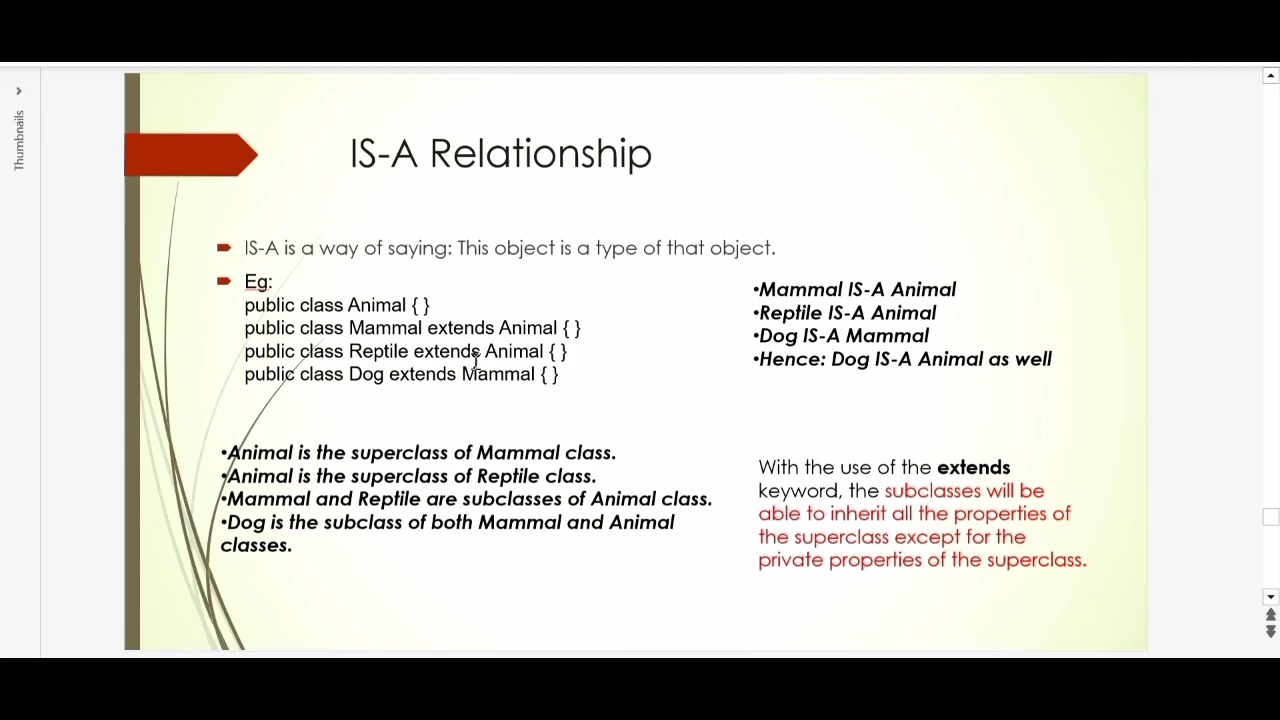 Thumbnails
IS-A Relationship
IS-A is a way of saying: This object is a type of that object.
Eg:
public class Animal { }
public class Mammal extends Animal { }
public class Reptile extends Animal { }
public class Dog extends Mammal { }
•Mammal IS-A Animal
•Reptile IS-A Animal
•Dog IS-A Mammal
•Hence: Dog IS-A Animal as well
•Animal is the superclass of Mammal class.
•Animal is the superclass of Reptile class.
•Mammal and Reptile are subclasses of Animal class.
•Dog is the subclass of both Mammal and Animal
classes.
With the use of the extends
keyword, the subclasses will be
able to inherit all the properties of
the superclass except for the
private properties of the superclass.